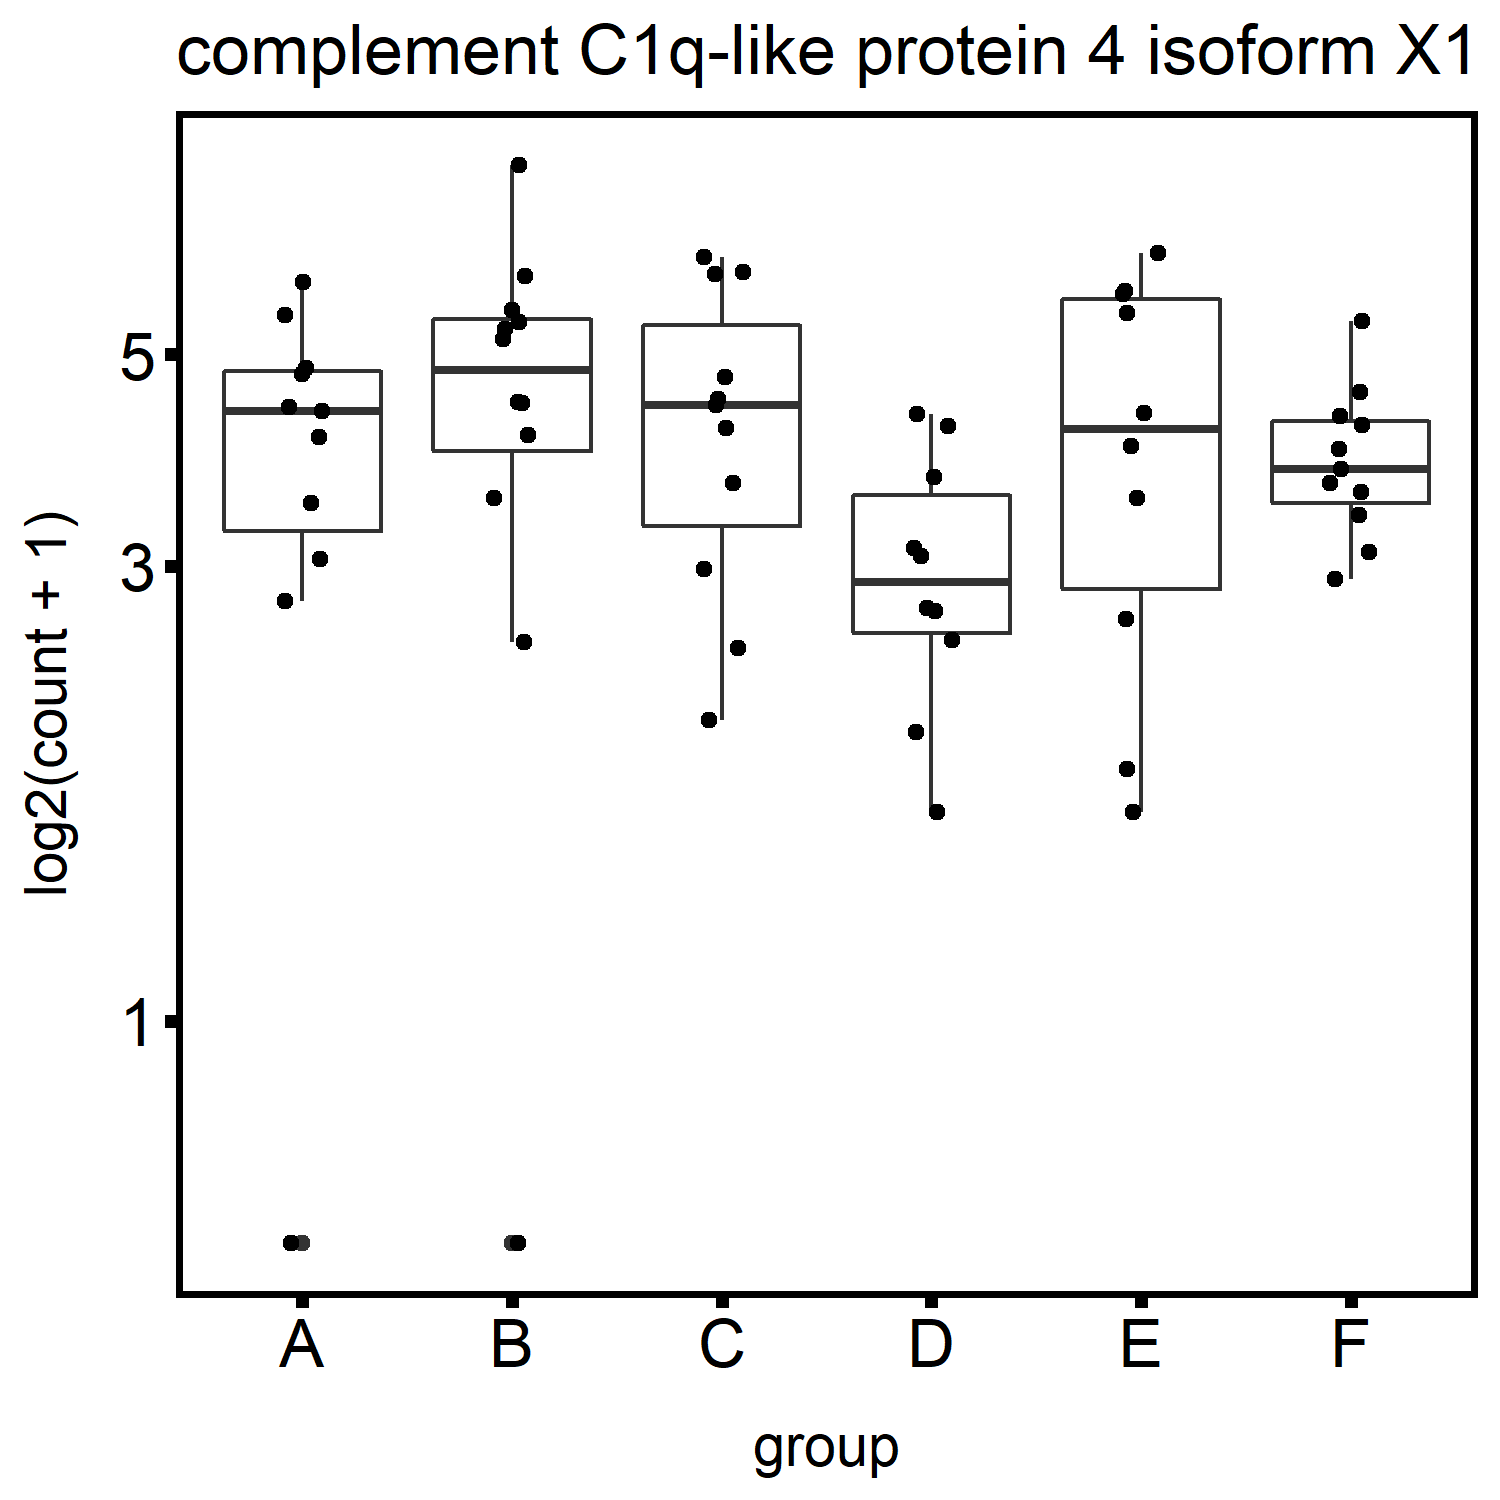 complement C1q-like protein 4 isoform X1
log2(count + 1)
5
3
1
A B C D E F
group